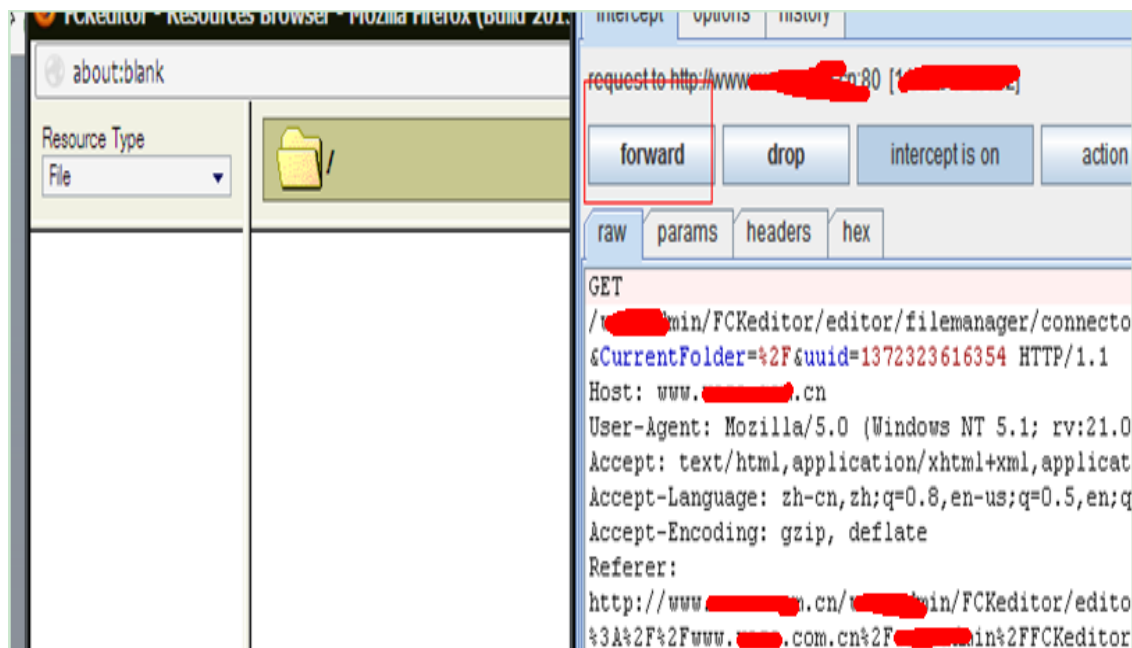 FCKeditor - Resources Browser - Mozilla Firefox (Build 201
about:blank
Resource Type
File
/
intercept options history
request to http://www. cn:80 [1 2]
forward drop intercept is on action
raw params headers hex
GET
/w min/FCKeditor/editor/filemanager/connecto
&CurrentFolder=%2F&uuid=1372323616354 HTTP/1.1
Host: www. .cn
User-Agent: Mozilla/5.0 (Windows NT 5.1; rv:21.0
Accept: text/html,application/xhtml+xml,applicat
Accept-Language: zh-cn,zh;q=0.8,en-us;q=0.5,en;q
Accept-Encoding: gzip, deflate
Referer:
http://www. .cn/ min/FCKeditor/edito
%3A%2F%2Fwww. .com.cn%2F in%2FFCKeditor